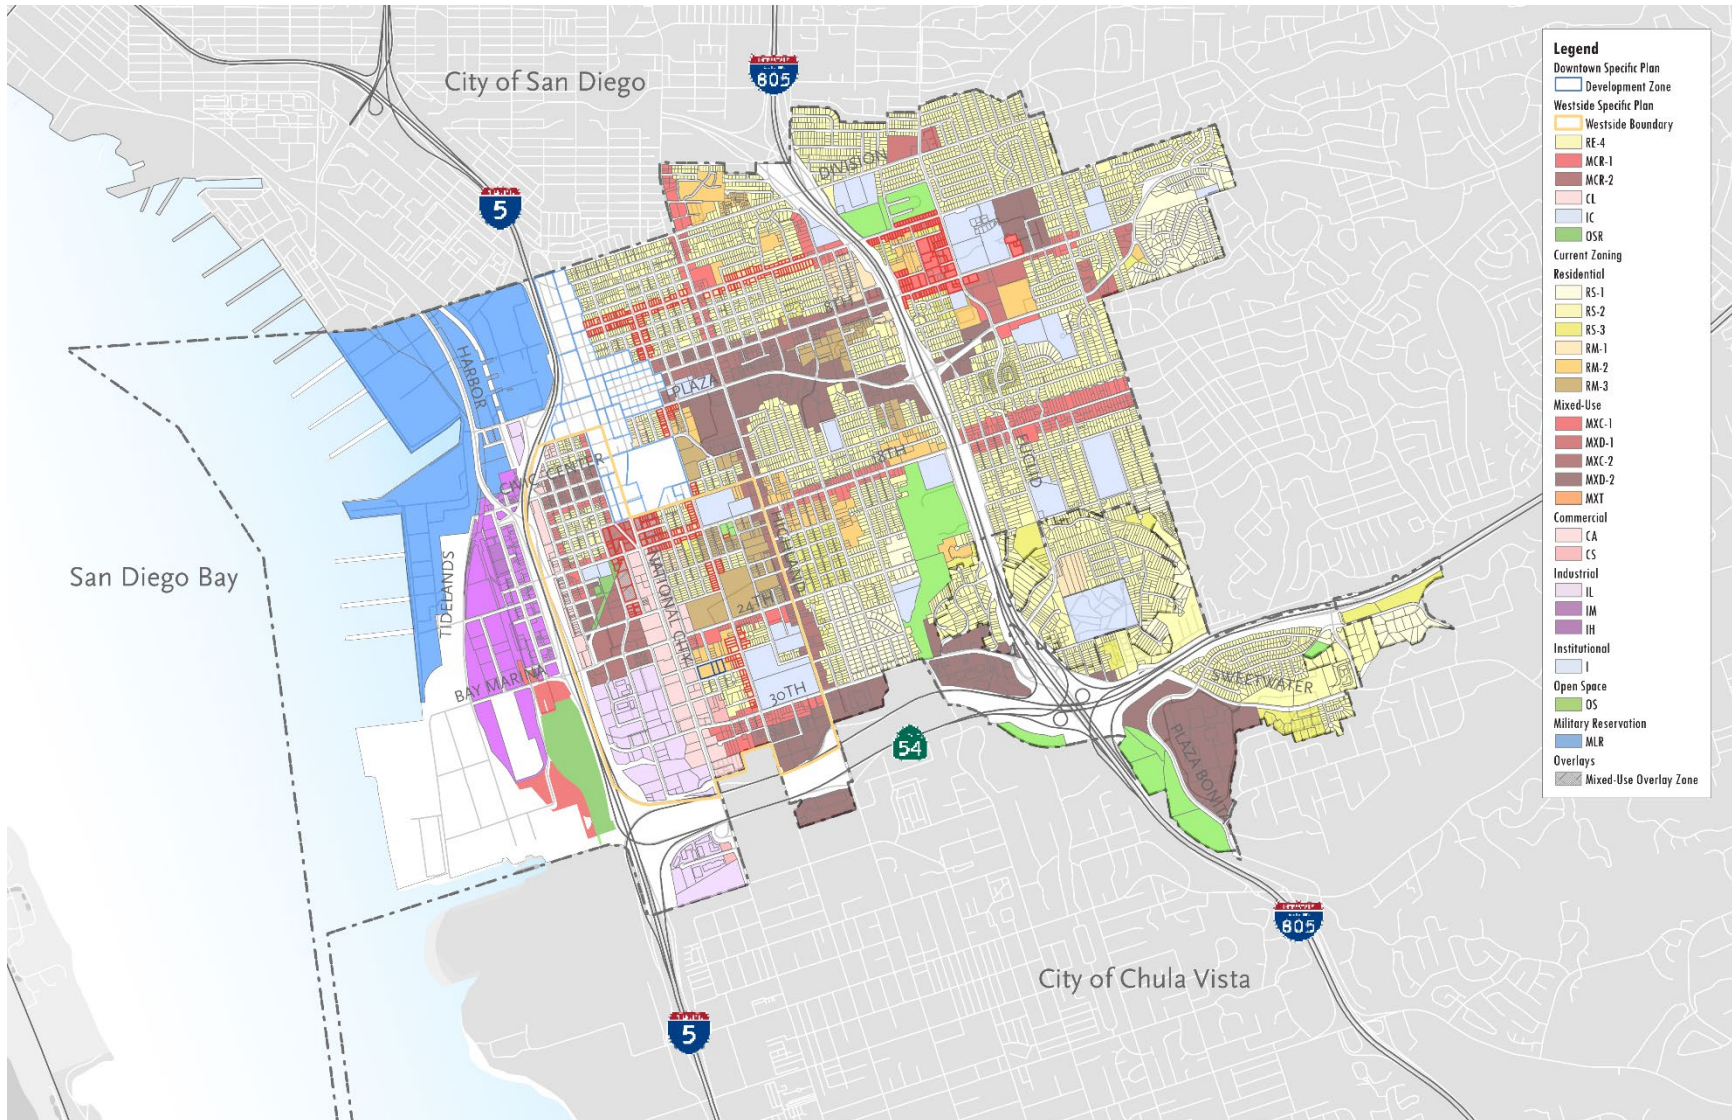 City of San Diego
INTERSTATE
805
INTERSTATE
5
DIVISION
8TH
HARBOR
PLAZA
CIVIC CENTER
18TH
EUCLID
San Diego Bay
TIDELANDS
NATIONAL CITY
HIGHLAND
24TH
BAY MARINA
30TH
SWEETWATER
PLAZA BONITA
54
INTERSTATE
805
City of Chula Vista
INTERSTATE
5
Legend
Downtown Specific Plan
Development Zone
Westside Specific Plan
Westside Boundary
RE-4
MCR-1
MCR-2
CL
IC
OSR
Current Zoning
Residential
RS-1
RS-2
RS-3
RM-1
RM-2
RM-3
Mixed-Use
MXC-1
MXD-1
MXC-2
MXD-2
MXT
Commercial
CA
CS
Industrial
IL
IM
IH
Institutional
I
Open Space
OS
Military Reservation
MLR
Overlays
Mixed-Use Overlay Zone